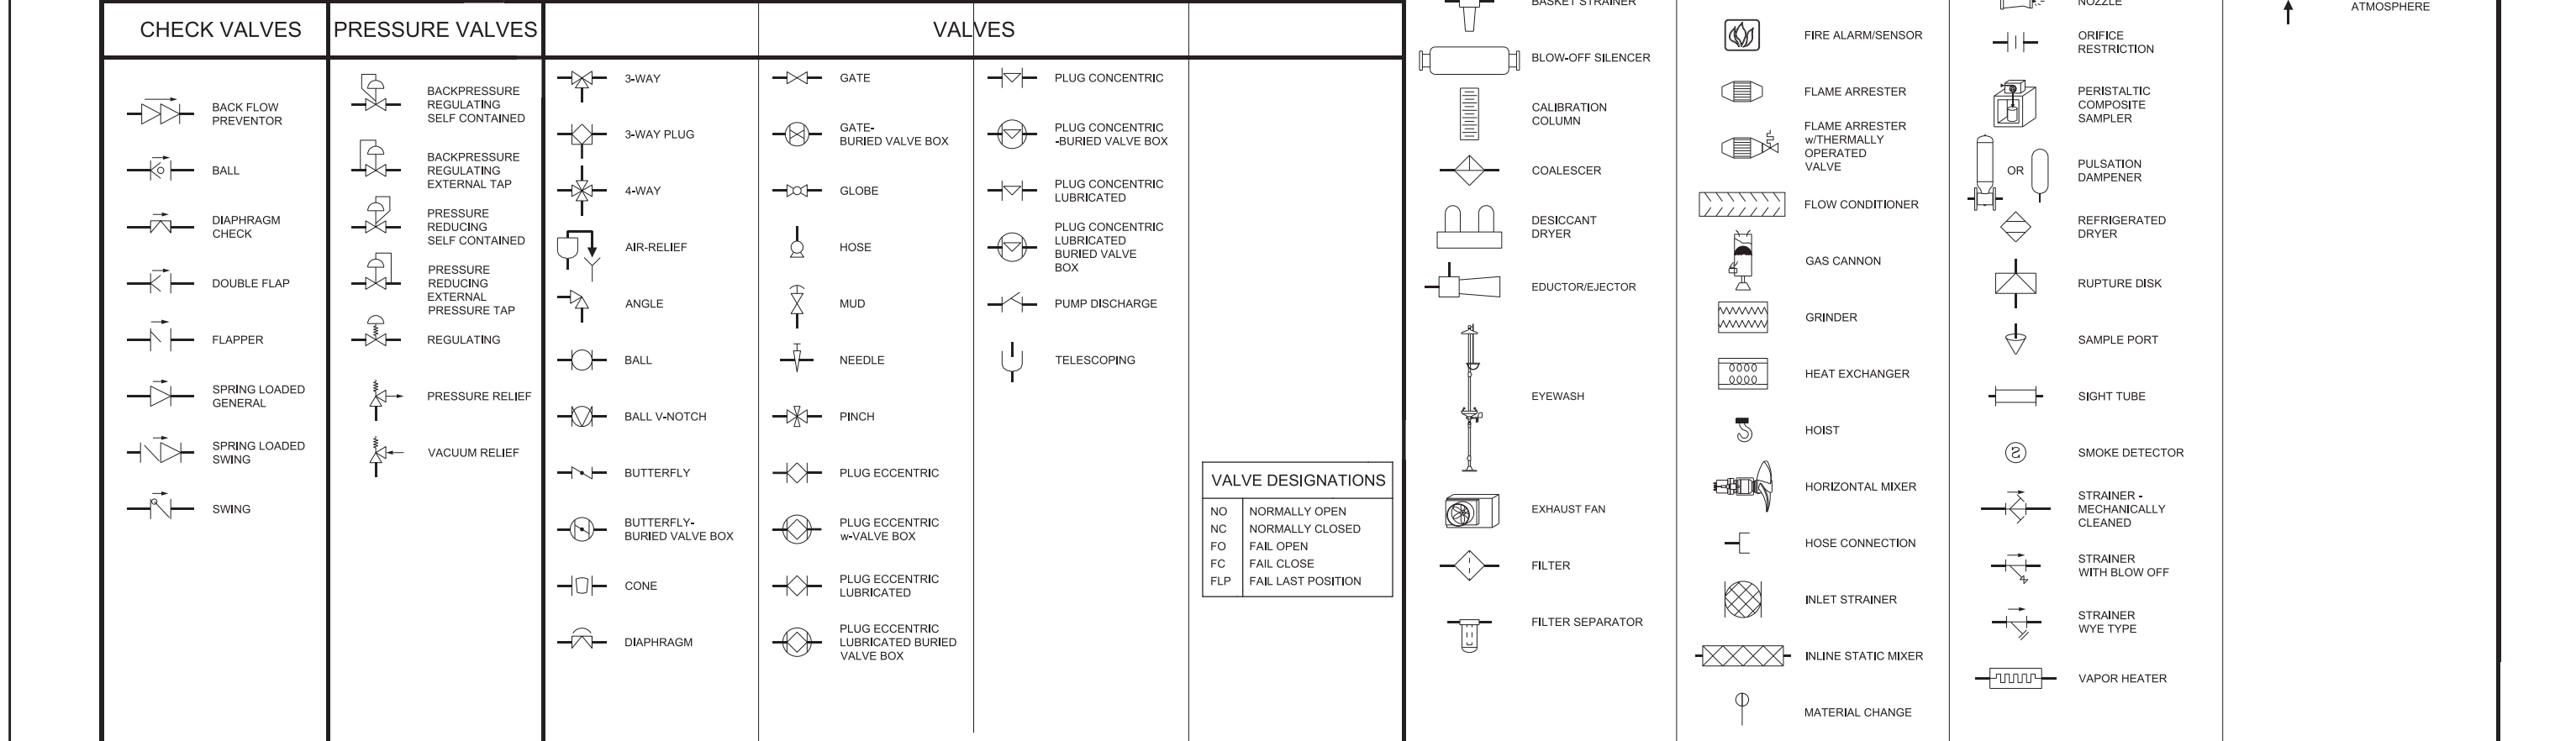 CHECK VALVES
BACK FLOW
PREVENTOR
BALL
DIAPHRAGM
CHECK
DOUBLE FLAP
FLAPPER
SPRING LOADED
GENERAL
SPRING LOADED
SWING
SWING
PRESSURE VALVES
BACKPRESSURE
REGULATING
SELF CONTAINED
BACKPRESSURE
REGULATING
EXTERNAL TAP
PRESSURE
REDUCING
SELF CONTAINED
PRESSURE
REDUCING
EXTERNAL
PRESSURE TAP
REGULATING
PRESSURE RELIEF
VACUUM RELIEF
VALVES
3-WAY
3-WAY PLUG
4-WAY
AIR-RELIEF
ANGLE
BALL
BALL V-NOTCH
BUTTERFLY
BUTTERFLY-
BURIED VALVE BOX
CONE
DIAPHRAGM
GATE
GATE-
BURIED VALVE BOX
GLOBE
HOSE
MUD
NEEDLE
PINCH
PLUG ECCENTRIC
PLUG ECCENTRIC
w-VALVE BOX
PLUG ECCENTRIC
LUBRICATED
PLUG ECCENTRIC
LUBRICATED BURIED
VALVE BOX
PLUG CONCENTRIC
PLUG CONCENTRIC
-BURIED VALVE BOX
PLUG CONCENTRIC
LUBRICATED
PLUG CONCENTRIC
LUBRICATED
BURIED VALVE
BOX
PUMP DISCHARGE
TELESCOPING
VALVE DESIGNATIONS
NO NORMALLY OPEN
NC NORMALLY CLOSED
FO FAIL OPEN
FC FAIL CLOSE
FLP FAIL LAST POSITION
BASKET STRAINER
BLOW-OFF SILENCER
CALIBRATION
COLUMN
COALESCER
DESICCANT
DRYER
EDUCTOR/EJECTOR
EYEWASH
EXHAUST FAN
FILTER
FILTER SEPARATOR
FIRE ALARM/SENSOR
FLAME ARRESTER
FLAME ARRESTER
w/THERMALLY
OPERATED
VALVE
FLOW CONDITIONER
GAS CANNON
GRINDER
HEAT EXCHANGER
HOIST
HORIZONTAL MIXER
HOSE CONNECTION
INLET STRAINER
INLINE STATIC MIXER
MATERIAL CHANGE
NOZZLE
ORIFICE
RESTRICTION
PERISTALTIC
COMPOSITE
SAMPLER
OR
PULSATION
DAMPENER
REFRIGERATED
DRYER
RUPTURE DISK
SAMPLE PORT
SIGHT TUBE
S
SMOKE DETECTOR
STRAINER -
MECHANICALLY
CLEANED
STRAINER
WITH BLOW OFF
STRAINER
WYE TYPE
VAPOR HEATER
ATMOSPHERE